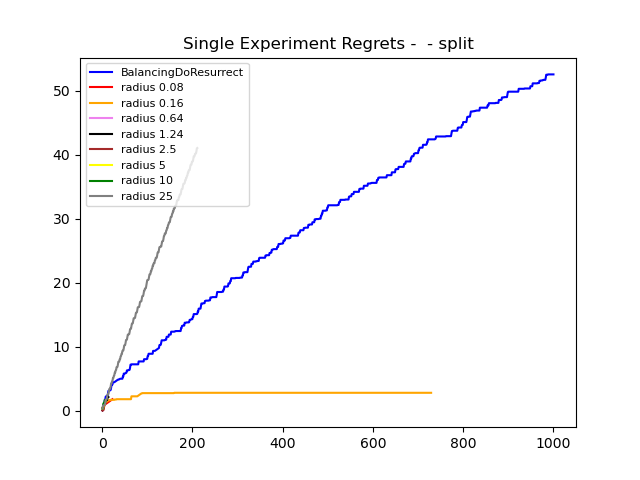 Single Experiment Regrets -  - split
BalancingDoResurrect
radius 0.08
radius 0.16
radius 0.64
radius 1.24
radius 2.5
radius 5
radius 10
radius 25
50
40
30
20
10
0
0 200 400 600 800 1000